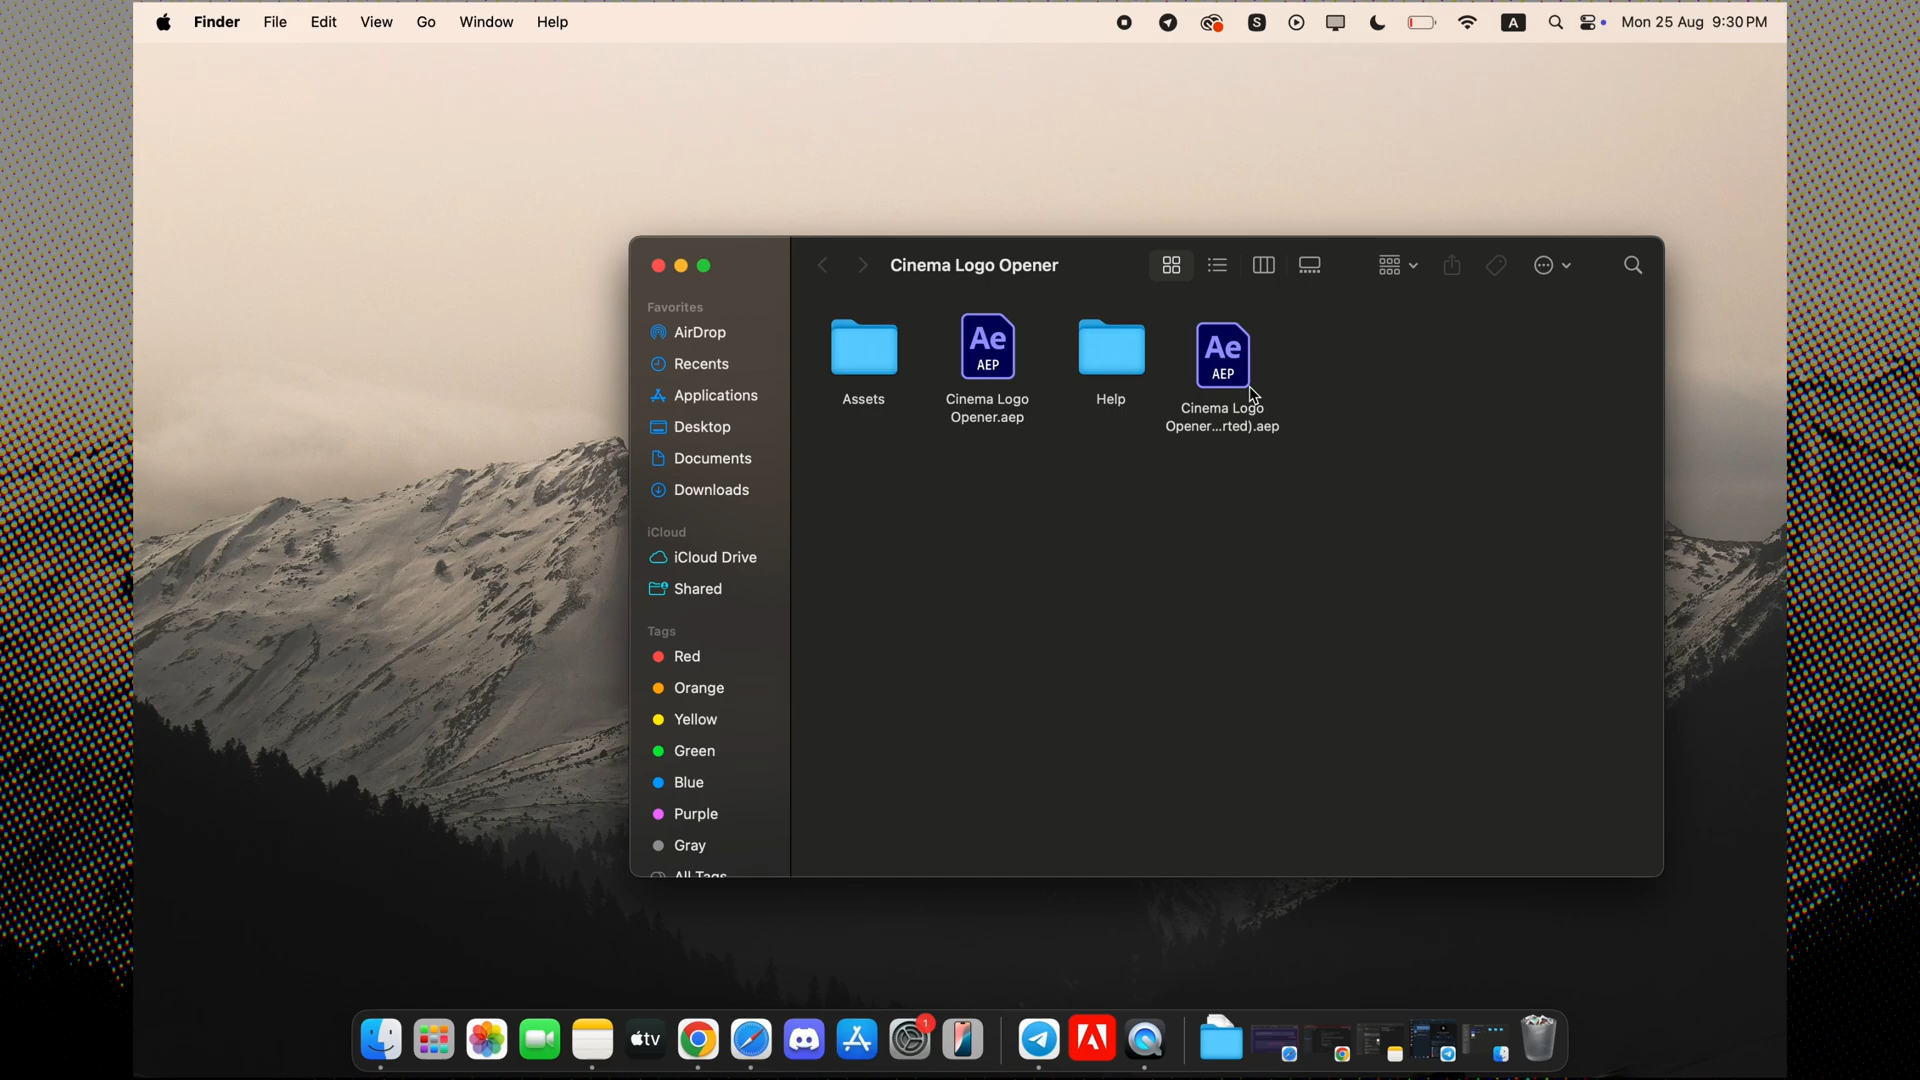 Finder File Edit View Go Window Help
S A Mon 25 Aug 9:30 PM
Cinema Logo Opener
Favorites
AirDrop
Recents
Applications
Desktop
Documents
Downloads
iCloud
iCloud Drive
Shared
Tags
Red
Orange
Yellow
Green
Blue
Purple
Gray
All Tags
Assets
Ae
AEP
Cinema Logo
Opener.aep
Help
Ae
AEP
Cinema Logo
Opener...rted).aep
tv
1